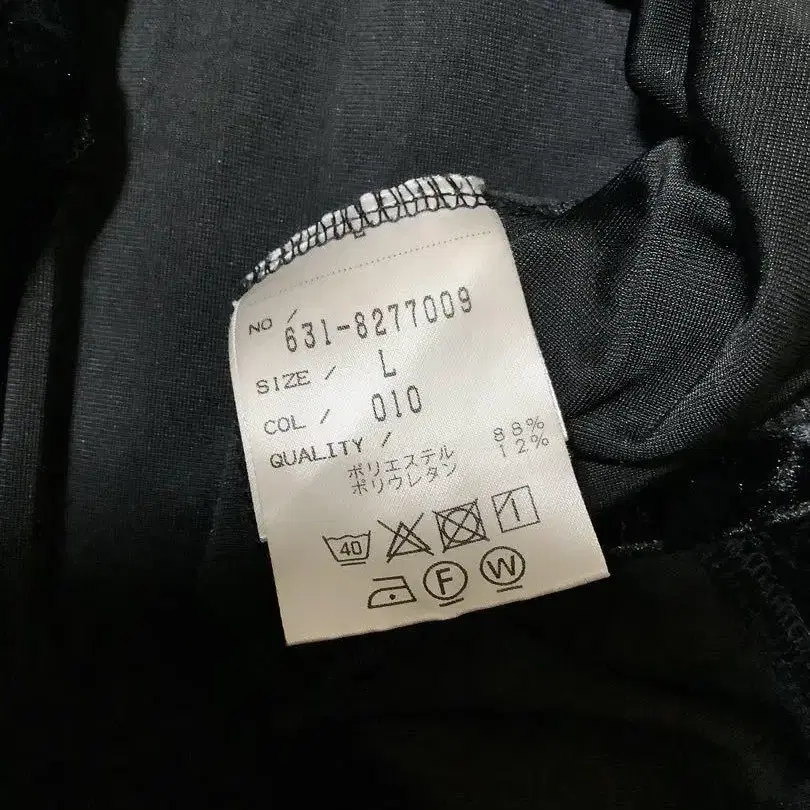 NO / 631-8277009
SIZE / L
COL / 010
QUALITY /
ポリエステル 88%
ポリウレタン 12%
40
F W